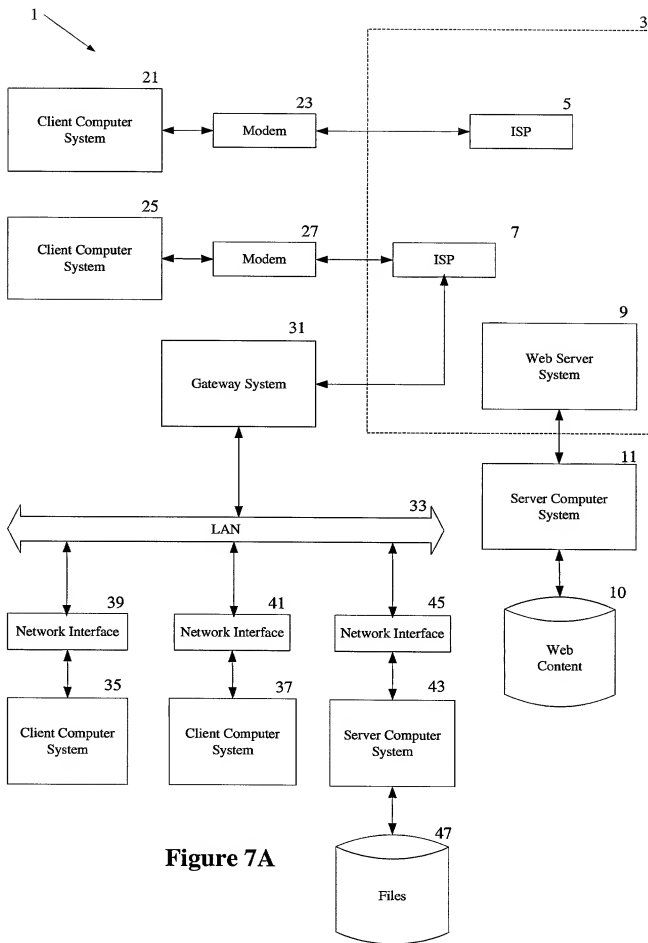 1
3
21
Client Computer
System
23
Modem
5
ISP
25
Client Computer
System
27
Modem
7
ISP
31
Gateway System
9
Web Server
System
11
Server Computer
System
33
LAN
10
Web
Content
39
Network Interface
41
Network Interface
45
Network Interface
35
Client Computer
System
37
Client Computer
System
43
Server Computer
System
47
Files
Figure 7A